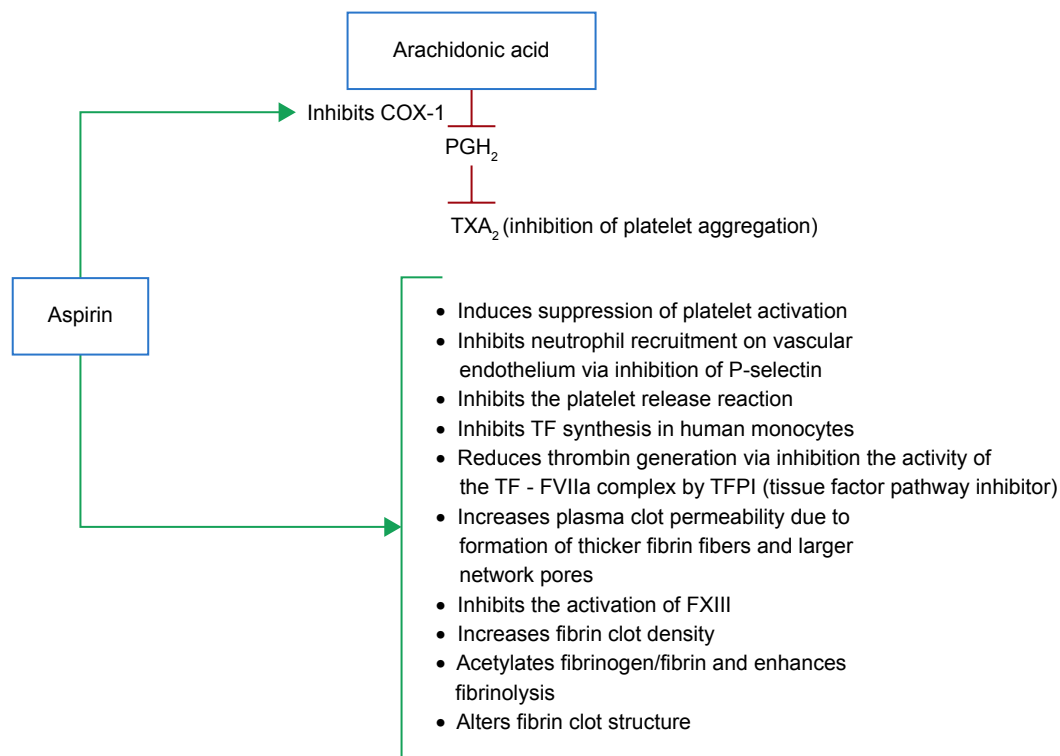 Arachidonic acid
Inhibits COX-1
PGH₂
TXA₂ (inhibition of platelet aggregation)
Aspirin
• Induces suppression of platelet activation
• Inhibits neutrophil recruitment on vascular
endothelium via inhibition of P-selectin
• Inhibits the platelet release reaction
• Inhibits TF synthesis in human monocytes
• Reduces thrombin generation via inhibition the activity of
the TF - FVIIa complex by TFPI (tissue factor pathway inhibitor)
• Increases plasma clot permeability due to
formation of thicker fibrin fibers and larger
network pores
• Inhibits the activation of FXIII
• Increases fibrin clot density
• Acetylates fibrinogen/fibrin and enhances
fibrinolysis
• Alters fibrin clot structure